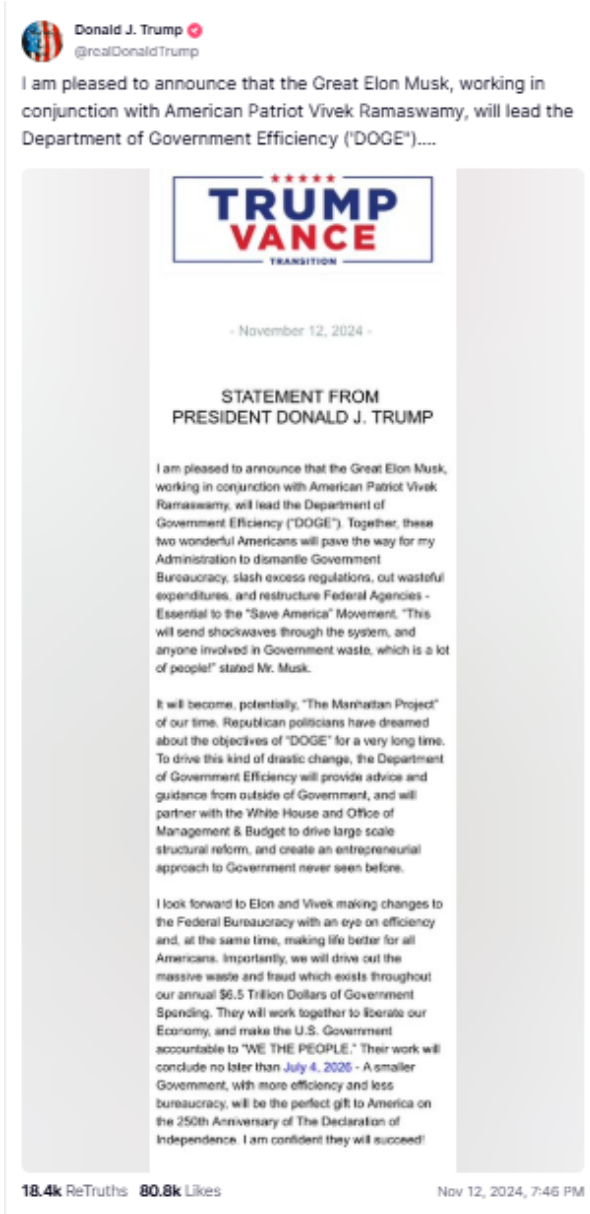 Donald J. Trump
@realDonaldTrump
I am pleased to announce that the Great Elon Musk, working in
conjunction with American Patriot Vivek Ramaswamy, will lead the
Department of Government Efficiency ('DOGE")....
TRUMP
VANCE
TRANSITION
- November 12, 2024 -
STATEMENT FROM
PRESIDENT DONALD J. TRUMP
I am pleased to announce that the Great Elon Musk,
working in conjunction with American Patriot Vivek
Ramaswamy, will lead the Department of
Government Efficiency ("DOGE"). Together, these
two wonderful Americans will pave the way for my
Administration to dismantle Government
Bureaucracy, slash excess regulations, cut wasteful
expenditures, and restructure Federal Agencies -
Essential to the "Save America" Movement. "This
will send shockwaves through the system, and
anyone involved in Government waste, which is a lot
of people!" stated Mr. Musk.
It will become, potentially, "The Manhattan Project"
of our time. Republican politicians have dreamed
about the objectives of "DOGE" for a very long time.
To drive this kind of drastic change, the Department
of Government Efficiency will provide advice and
guidance from outside of Government, and will
partner with the White House and Office of
Management & Budget to drive large scale
structural reform, and create an entrepreneurial
approach to Government never seen before.
I look forward to Elon and Vivek making changes to
the Federal Bureaucracy with an eye on efficiency
and, at the same time, making life better for all
Americans. Importantly, we will drive out the
massive waste and fraud which exists throughout
our annual $6.5 Trillion Dollars of Government
Spending. They will work together to liberate our
Economy, and make the U.S. Government
accountable to "WE THE PEOPLE." Their work will
conclude no later than July 4, 2026 - A smaller
Government, with more efficiency and less
bureaucracy, will be the perfect gift to America on
the 250th Anniversary of The Declaration of
Independence. I am confident they will succeed!
18.4k ReTruths 80.8k Likes Nov 12, 2024, 7:46 PM